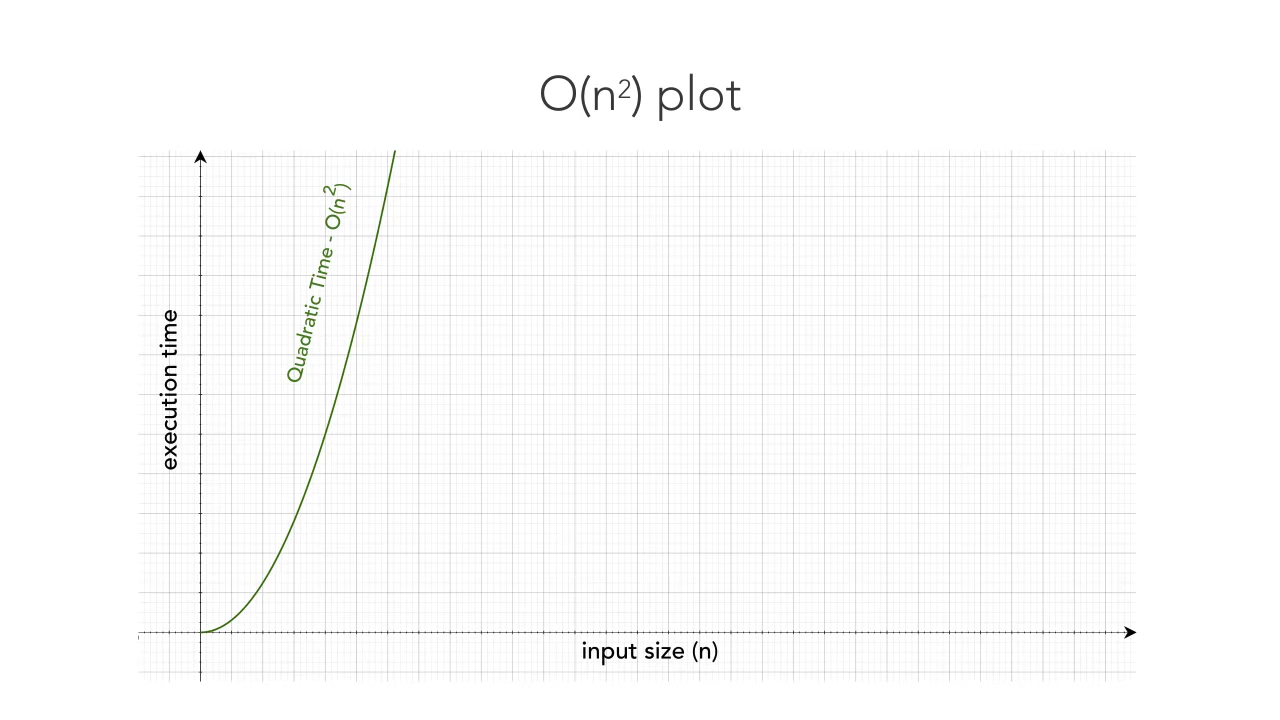 O(n²) plot
Quadratic Time - O(n²)
execution time
input size (n)